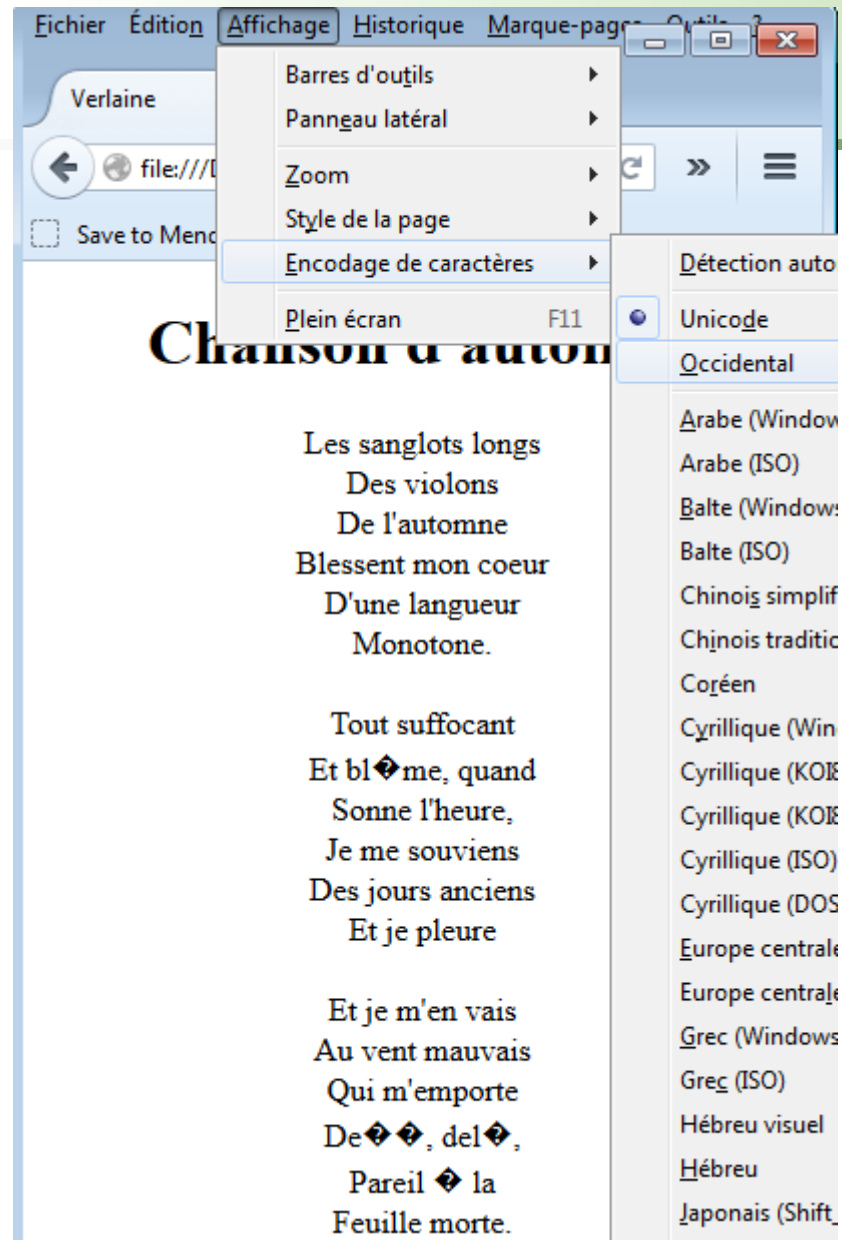 Fichier Édition Affichage Historique Marque-pages Outils ?
Verlaine
file:///D
Save to Mend
Barres d'outils
Panneau latéral
Zoom
Style de la page
Encodage de caractères
Plein écran F11
Détection auto
Unicode
Occidental
Arabe (Window
Arabe (ISO)
Balte (Windows
Balte (ISO)
Chinois simplif
Chinois traditio
Coréen
Cyrillique (Win
Cyrillique (KOI8
Cyrillique (KOI8
Cyrillique (ISO)
Cyrillique (DOS
Europe centrale
Europe centrale
Grec (Windows
Grec (ISO)
Hébreu visuel
Hébreu
Japonais (Shift_
Chanson d'autom
Les sanglots longs
Des violons
De l'automne
Blessent mon coeur
D'une langueur
Monotone.
Tout suffocant
Et bl�me, quand
Sonne l'heure,
Je me souviens
Des jours anciens
Et je pleure
Et je m'en vais
Au vent mauvais
Qui m'emporte
De��, del�,
Pareil � la
Feuille morte.